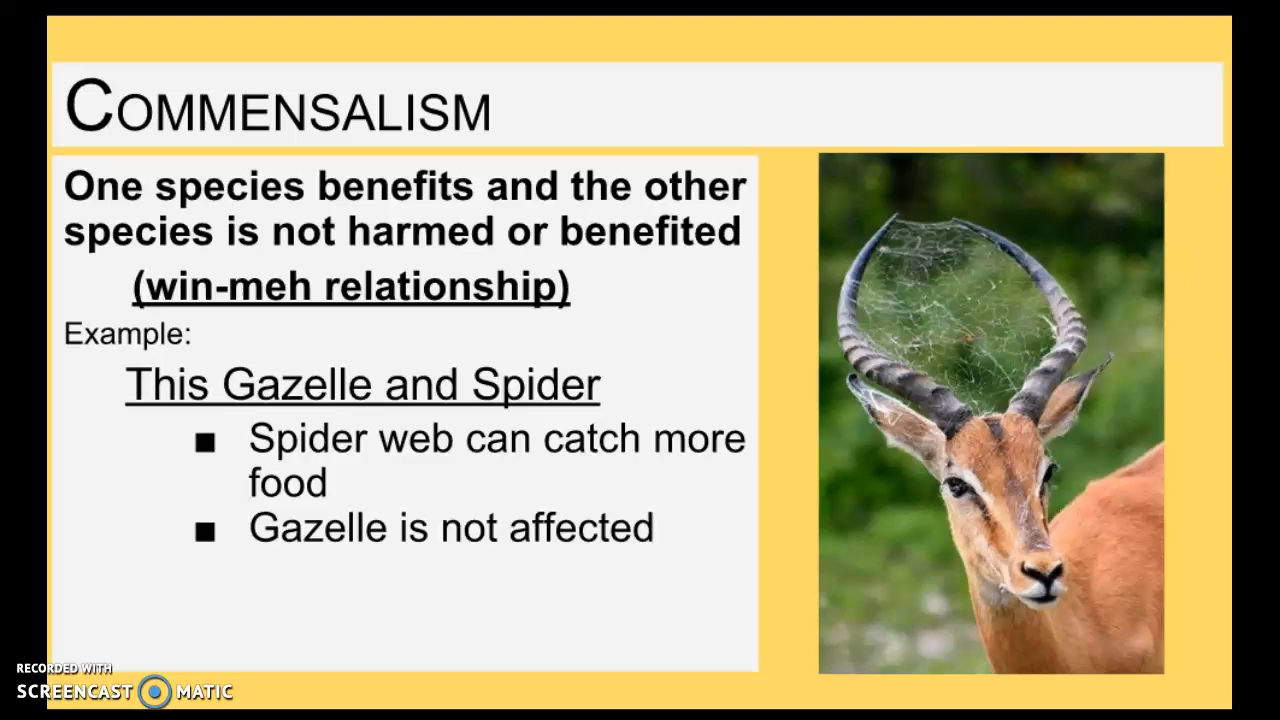 COMMENSALISM
One species benefits and the other
species is not harmed or benefited
(win-meh relationship)
Example:
This Gazelle and Spider
■ Spider web can catch more
food
■ Gazelle is not affected
RECORDED WITH
SCREENCAST MATIC